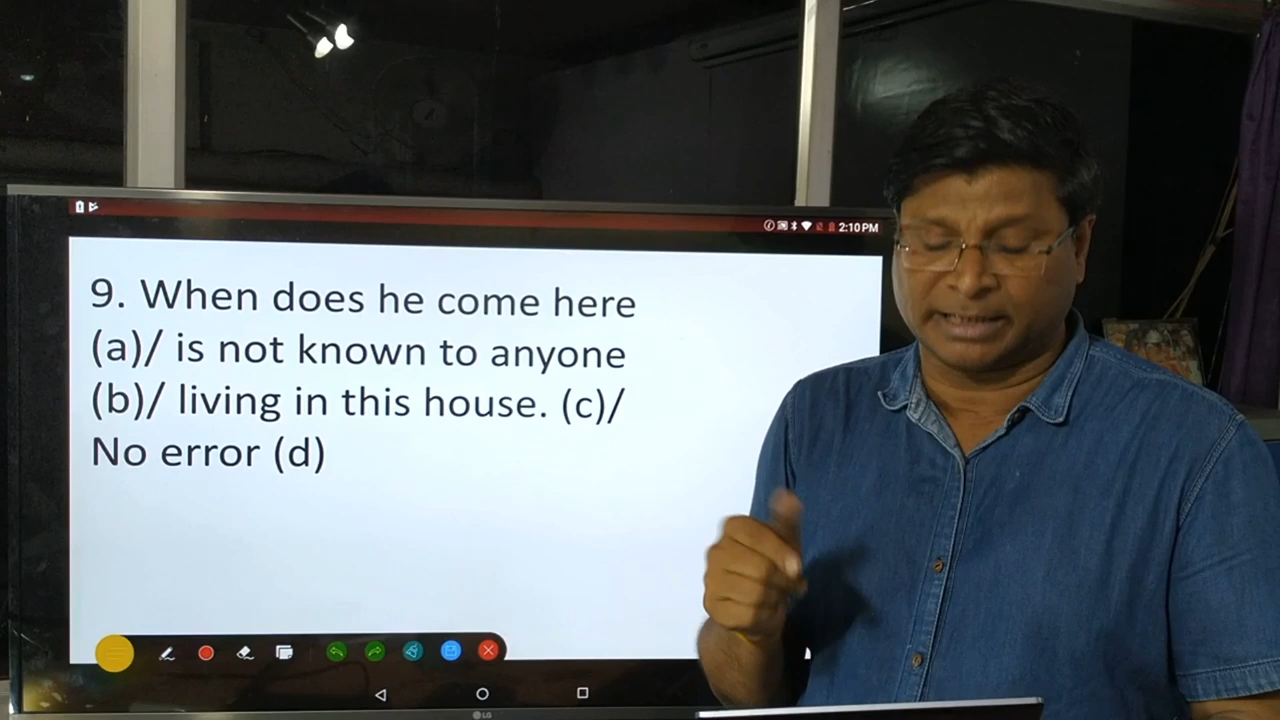 2:10 PM
9. When does he come here
(a)/ is not known to anyone
(b)/ living in this house. (c)/
No error (d)
LG